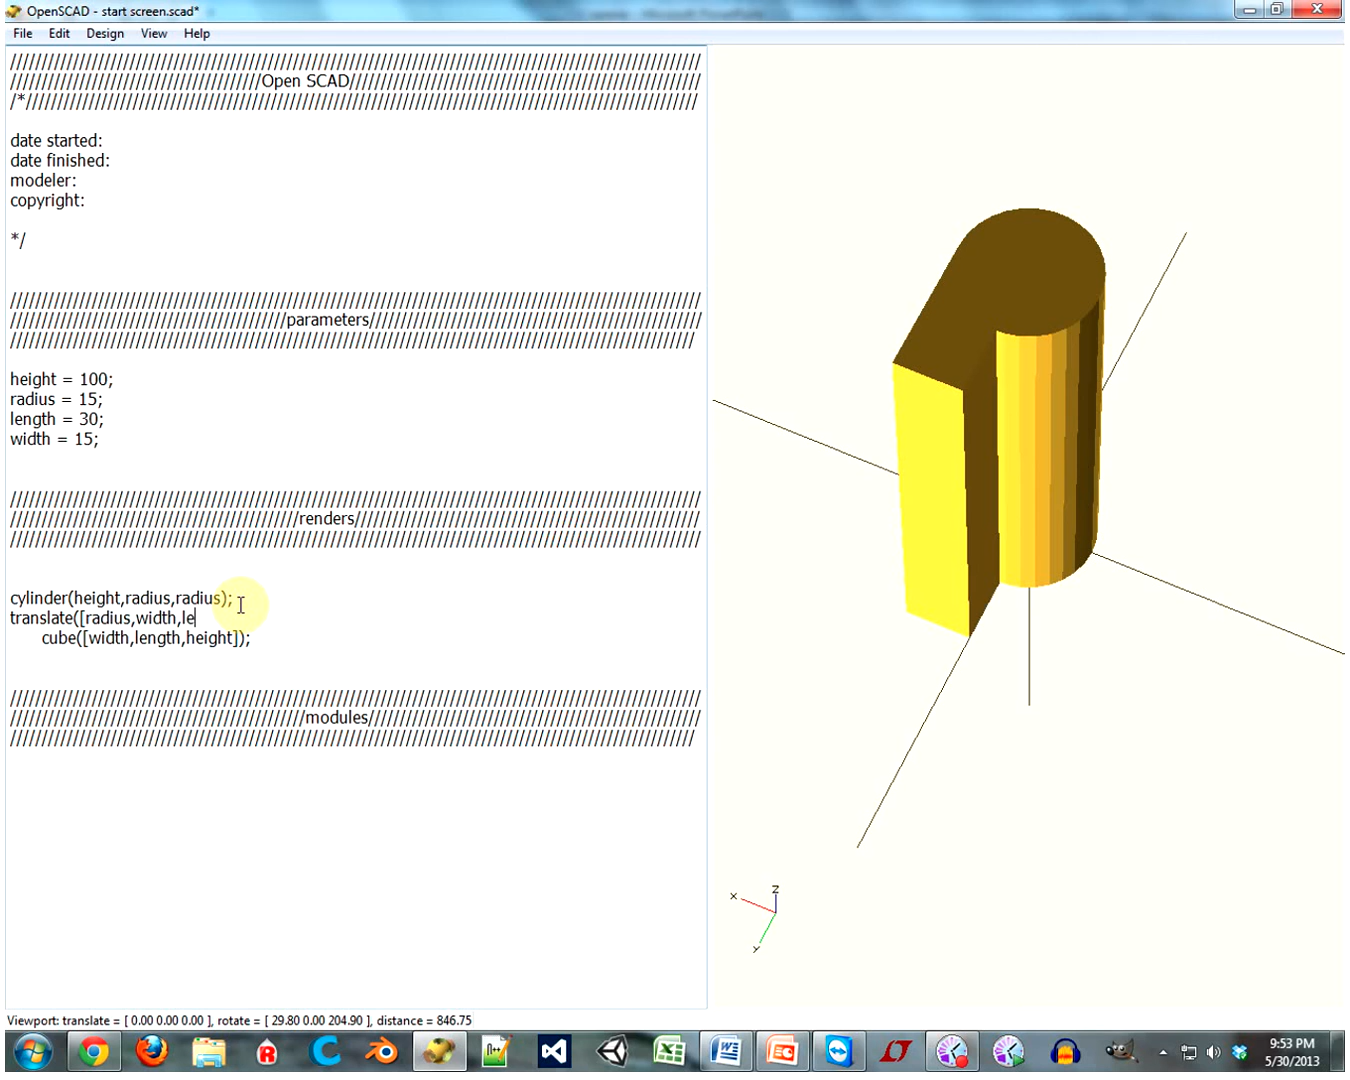 OpenSCAD - start screen.scad*
File Edit Design View Help
////////////////////////////////////////////////////////////////////////////////////////////////////////////////
/////////////////////////////////////////Open SCAD/////////////////////////////////////////////////////////
/*//////////////////////////////////////////////////////////////////////////////////////////////////////////////
date started:
date finished:
modeler:
copyright:
*/
////////////////////////////////////////////////////////////////////////////////////////////////////////////////
/////////////////////////////////////////////parameters//////////////////////////////////////////////////////
///////////////////////////////////////////////////////////////////////////////////////////////////////////////
height = 100;
radius = 15;
length = 30;
width = 15;
////////////////////////////////////////////////////////////////////////////////////////////////////////////////
///////////////////////////////////////////////renders////////////////////////////////////////////////////////
////////////////////////////////////////////////////////////////////////////////////////////////////////////////
cylinder(height,radius,radius);
translate([radius,width,le
cube([width,length,height]);
////////////////////////////////////////////////////////////////////////////////////////////////////////////////
////////////////////////////////////////////////modules//////////////////////////////////////////////////////
///////////////////////////////////////////////////////////////////////////////////////////////////////////////
x
z
y
Viewport: translate = [ 0.00 0.00 0.00 ], rotate = [ 29.80 0.00 204.90 ], distance = 846.75
9:53 PM
5/30/2013